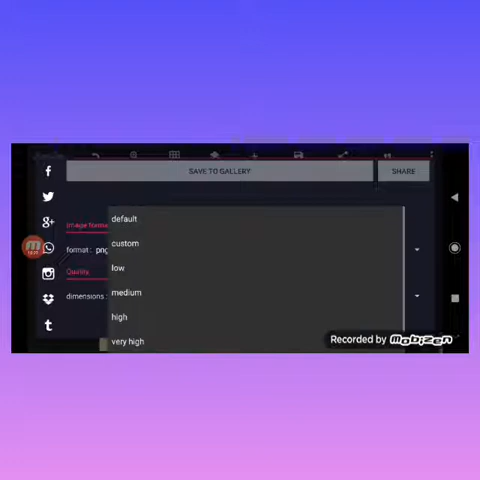 SAVE TO GALLERY
SHARE
Image Name
default
custom
format : png
low
Quality
medium
dimensions :
high
very high
Recorded by mobizen